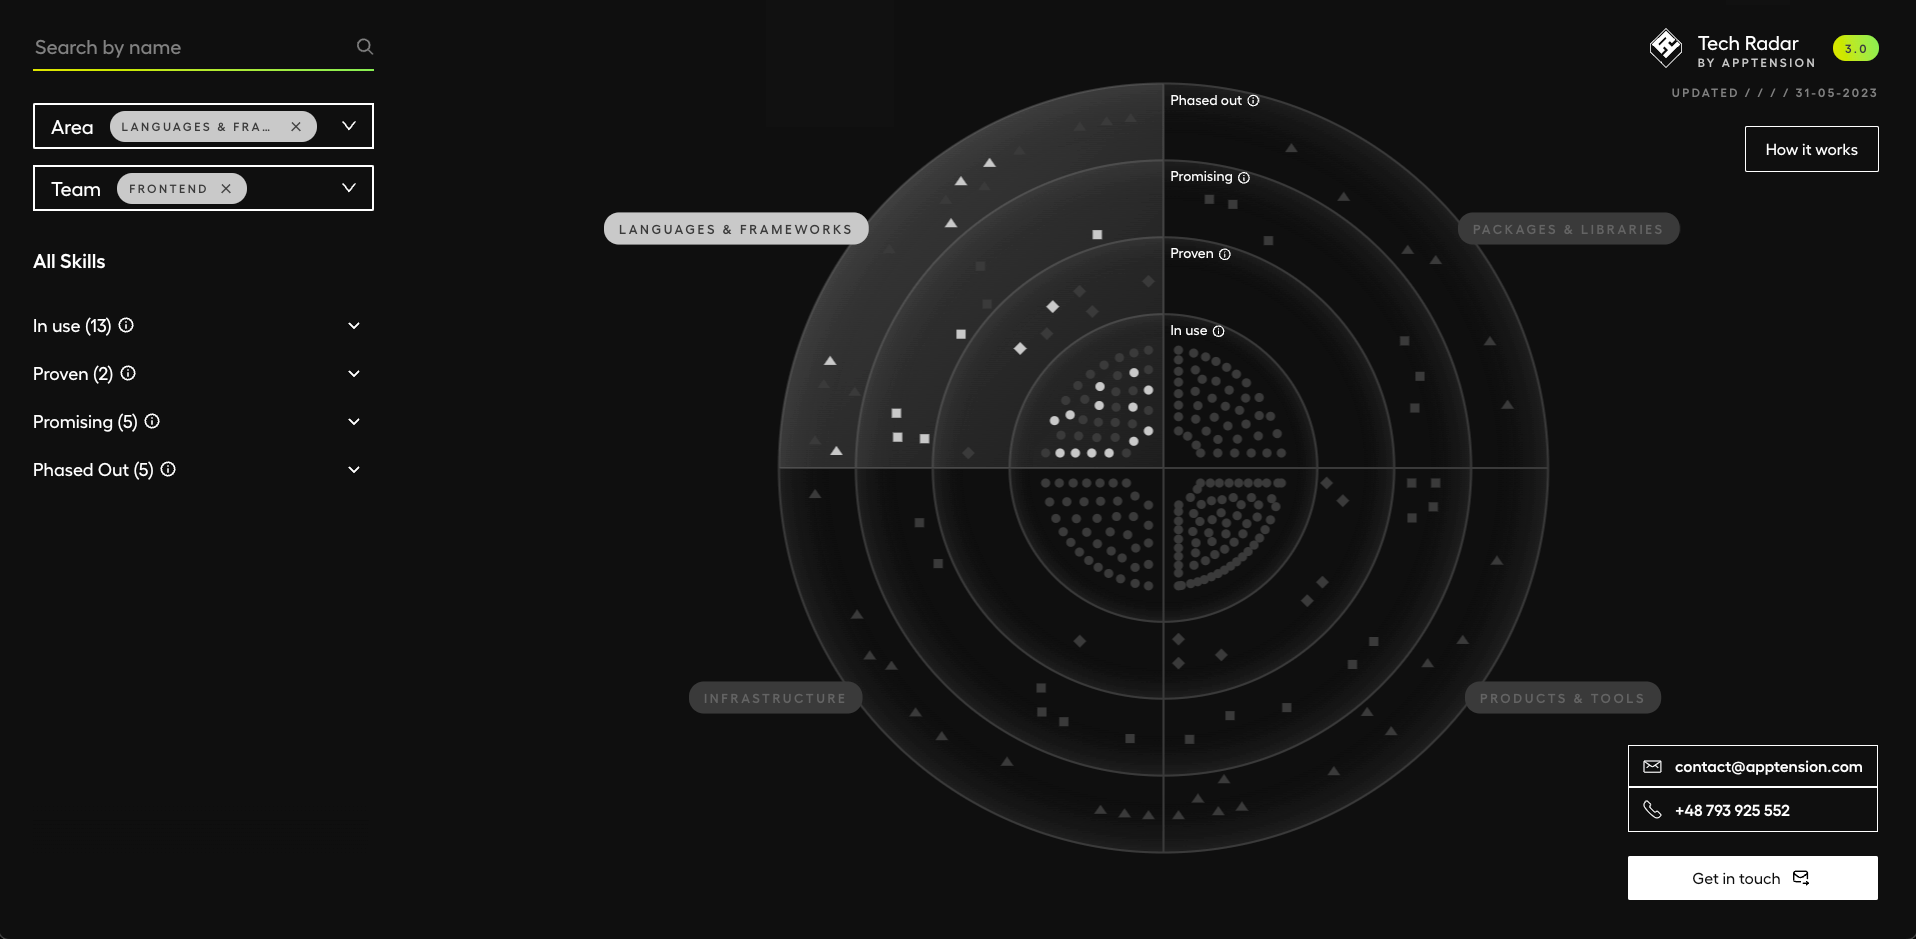 Search by name
Area
LANGUAGES & FRA...
Team
FRONTEND
All Skills
In use (13)
Proven (2)
Promising (5)
Phased Out (5)
LANGUAGES & FRAMEWORKS
INFRASTRUCTURE
Phased out
Promising
Proven
In use
PACKAGES & LIBRARIES
PRODUCTS & TOOLS
Tech Radar
BY APPTENSION
3.0
UPDATED / / / / 31-05-2023
How it works
contact@apptension.com
+48 793 925 552
Get in touch